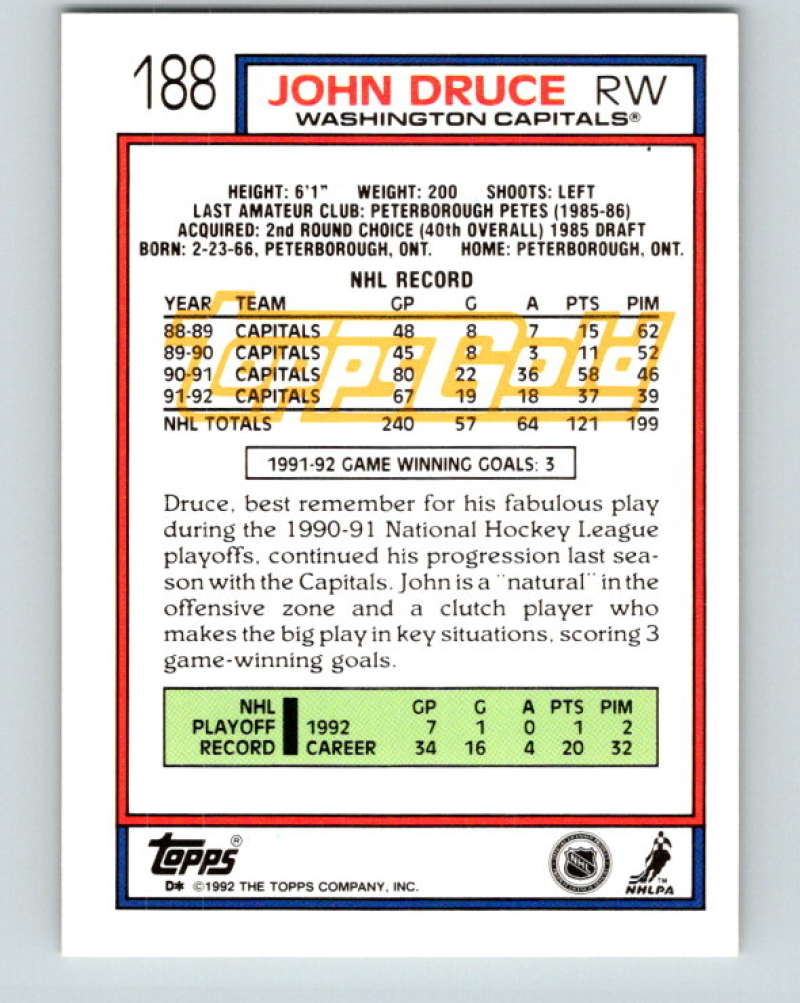 188 JOHN DRUCE RW
WASHINGTON CAPITALS®
HEIGHT: 6'1" WEIGHT: 200 SHOOTS: LEFT
LAST AMATEUR CLUB: PETERBOROUGH PETES (1985-86)
ACQUIRED: 2nd ROUND CHOICE (40th OVERALL) 1985 DRAFT
BORN: 2-23-66, PETERBOROUGH, ONT. HOME: PETERBOROUGH, ONT.
NHL RECORD
YEAR TEAM GP G A PTS PIM
88-89 CAPITALS 48 8 7 15 62
89-90 CAPITALS 45 8 3 11 52
90-91 CAPITALS 80 22 36 58 46
91-92 CAPITALS 67 19 18 37 39
ToppsGold
NHL TOTALS 240 57 64 121 199
1991-92 GAME WINNING GOALS: 3
Druce, best remember for his fabulous play
during the 1990-91 National Hockey League
playoffs, continued his progression last sea-
son with the Capitals. John is a "natural" in the
offensive zone and a clutch player who
makes the big play in key situations, scoring 3
game-winning goals.
NHL GP G A PTS PIM
PLAYOFF 1992 7 1 0 1 2
RECORD CAREER 34 16 4 20 32
TOPPS®
NHL
TM
NHLPA
D* ©1992 THE TOPPS COMPANY, INC.